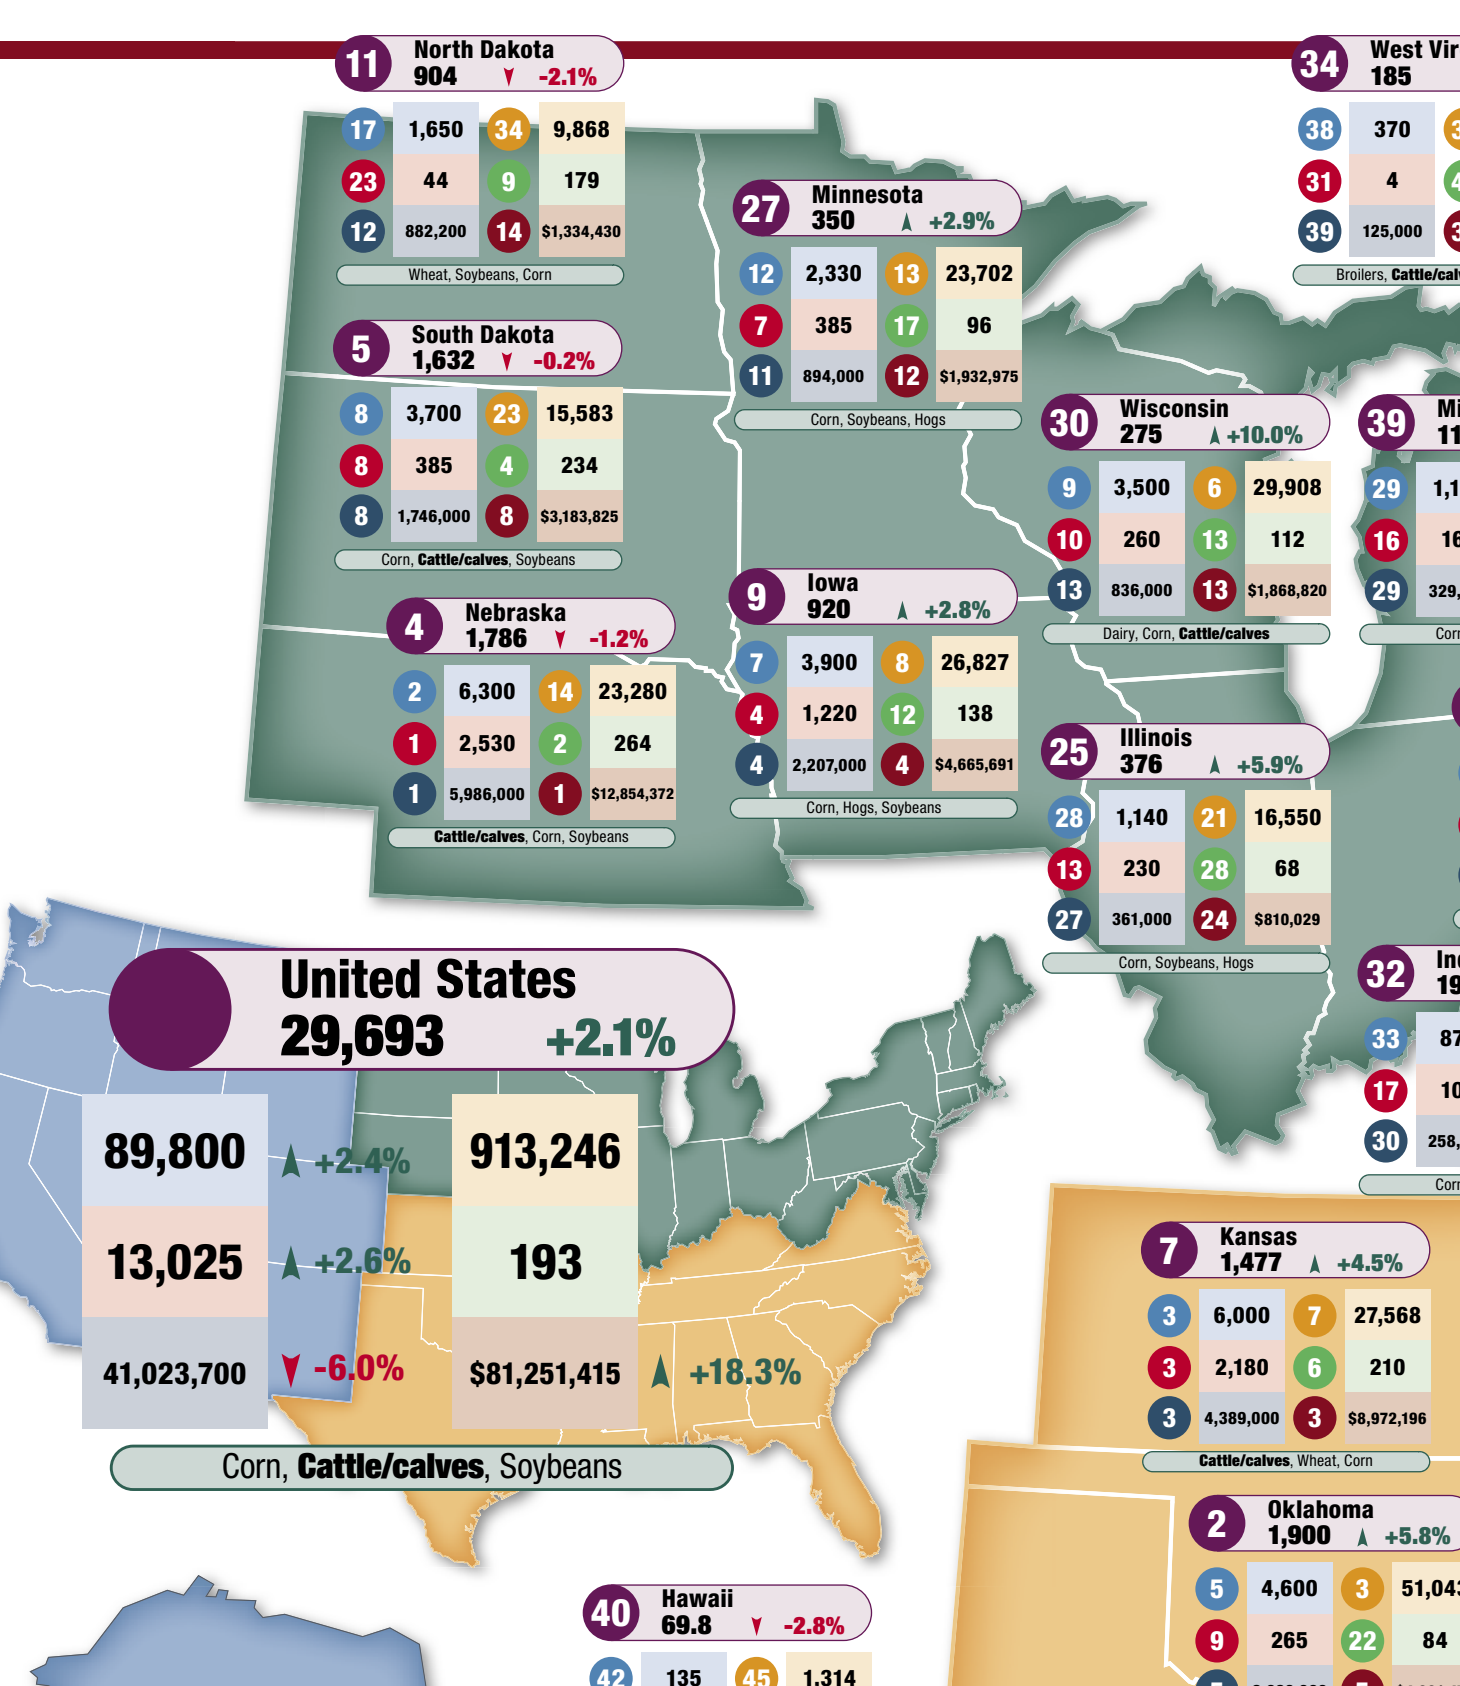 11 North Dakota
904 -2.1%
17 1,650 34 9,868
23 44 9 179
12 882,200 14 $1,334,430
Wheat, Soybeans, Corn
5 South Dakota
1,632 -0.2%
8 3,700 23 15,583
8 385 4 234
8 1,746,000 8 $3,183,825
Corn, Cattle/calves, Soybeans
4 Nebraska
1,786 -1.2%
2 6,300 14 23,280
1 2,530 2 264
1 5,986,000 1 $12,854,372
Cattle/calves, Corn, Soybeans
27 Minnesota
350 +2.9%
12 2,330 13 23,702
7 385 17 96
11 894,000 12 $1,932,975
Corn, Soybeans, Hogs
9 Iowa
920 +2.8%
7 3,900 8 26,827
4 1,220 12 138
4 2,207,000 4 $4,665,691
Corn, Hogs, Soybeans
34 West Vir
185
38 370
31 4
39 125,000
Broilers, Cattle/cal
30 Wisconsin
275 +10.0%
9 3,500 6 29,908
10 260 13 112
13 836,000 13 $1,868,820
Dairy, Corn, Cattle/calves
39 Mi
11
29 1,1
16 16
29 329,
Corn
25 Illinois
376 +5.9%
28 1,140 21 16,550
13 230 28 68
27 361,000 24 $810,029
Corn, Soybeans, Hogs
32 In
19
33 87
17 10
30 258,
Corn
United States
29,693 +2.1%
89,800 +2.4% 913,246
13,025 +2.6% 193
41,023,700 -6.0% $81,251,415 +18.3%
Corn, Cattle/calves, Soybeans
7 Kansas
1,477 +4.5%
3 6,000 7 27,568
3 2,180 6 210
3 4,389,000 3 $8,972,196
Cattle/calves, Wheat, Corn
2 Oklahoma
1,900 +5.8%
5 4,600 3 51,043
9 265 22 84
40 Hawaii
69.8 -2.8%
42 135 45 1,314